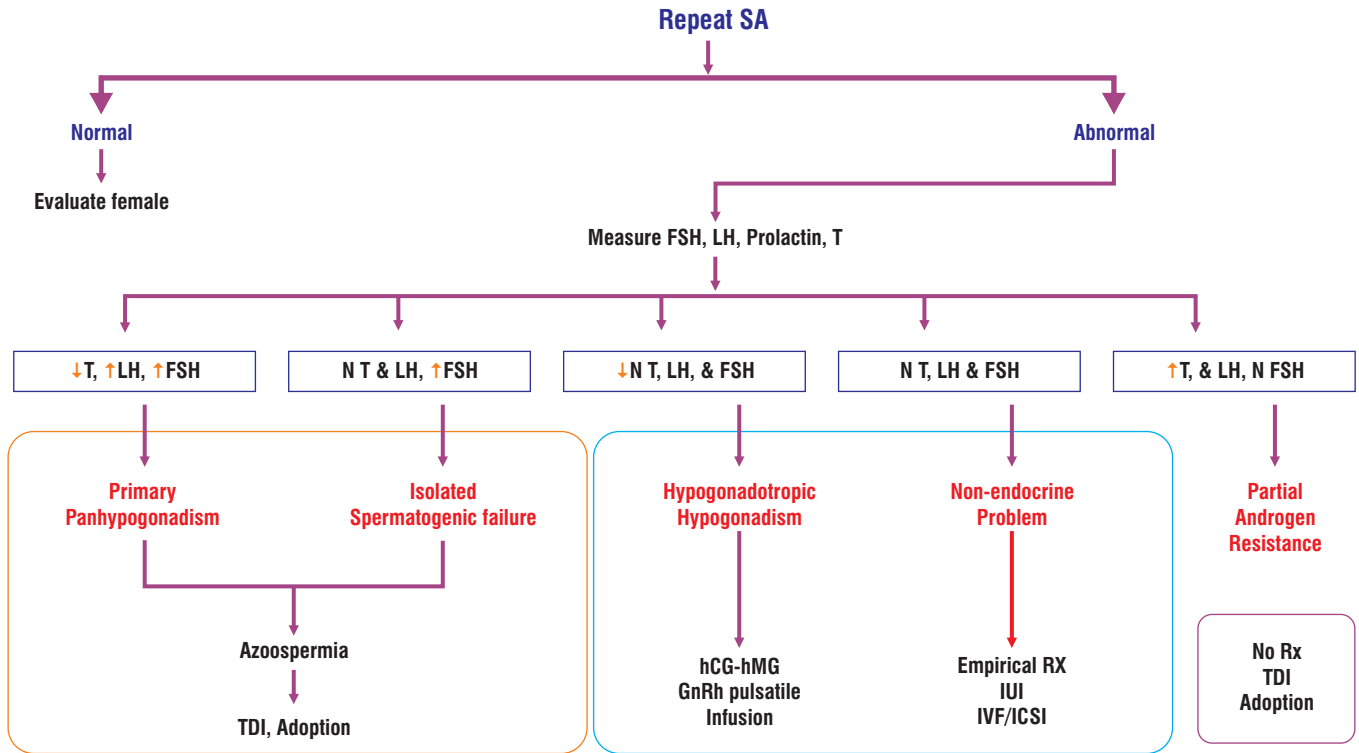 Repeat SA
Normal
Abnormal
Evaluate female
Measure FSH, LH, Prolactin, T
↓T, ↑LH, ↑FSH
N T & LH, ↑FSH
↓N T, LH, & FSH
N T, LH & FSH
↑T, & LH, N FSH
Primary
Panhypogonadism
Isolated
Spermatogenic failure
Hypogonadotropic
Hypogonadism
Non-endocrine
Problem
Partial
Androgen
Resistance
Azoospermia
TDI, Adoption
hCG-hMG
GnRh pulsatile
Infusion
Empirical RX
IUI
IVF/ICSI
No Rx
TDI
Adoption